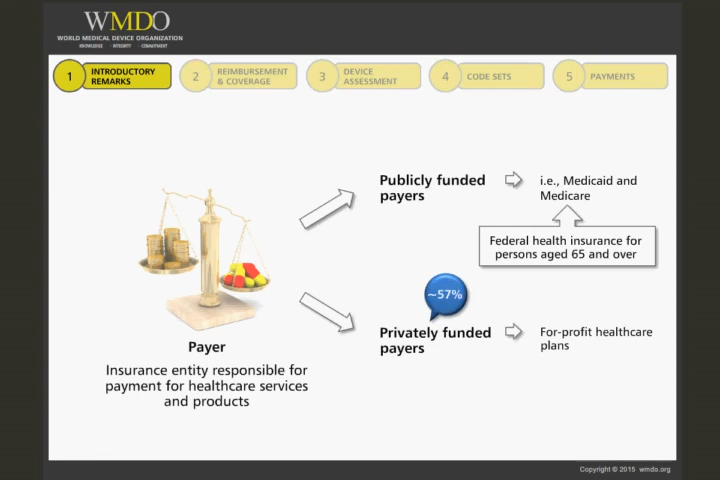 WMDO
WORLD MEDICAL DEVICE ORGANIZATION
KNOWLEDGE · INTEGRITY · COMMITMENT
1
INTRODUCTORY
REMARKS
2
REIMBURSEMENT
& COVERAGE
3
DEVICE
ASSESSMENT
4
CODE SETS
5
PAYMENTS
Publicly funded
payers
i.e., Medicaid and
Medicare
Federal health insurance for
persons aged 65 and over
~57%
Privately funded
payers
For-profit healthcare
plans
Payer
Insurance entity responsible for
payment for healthcare services
and products
Copyright © 2015 wmdo.org